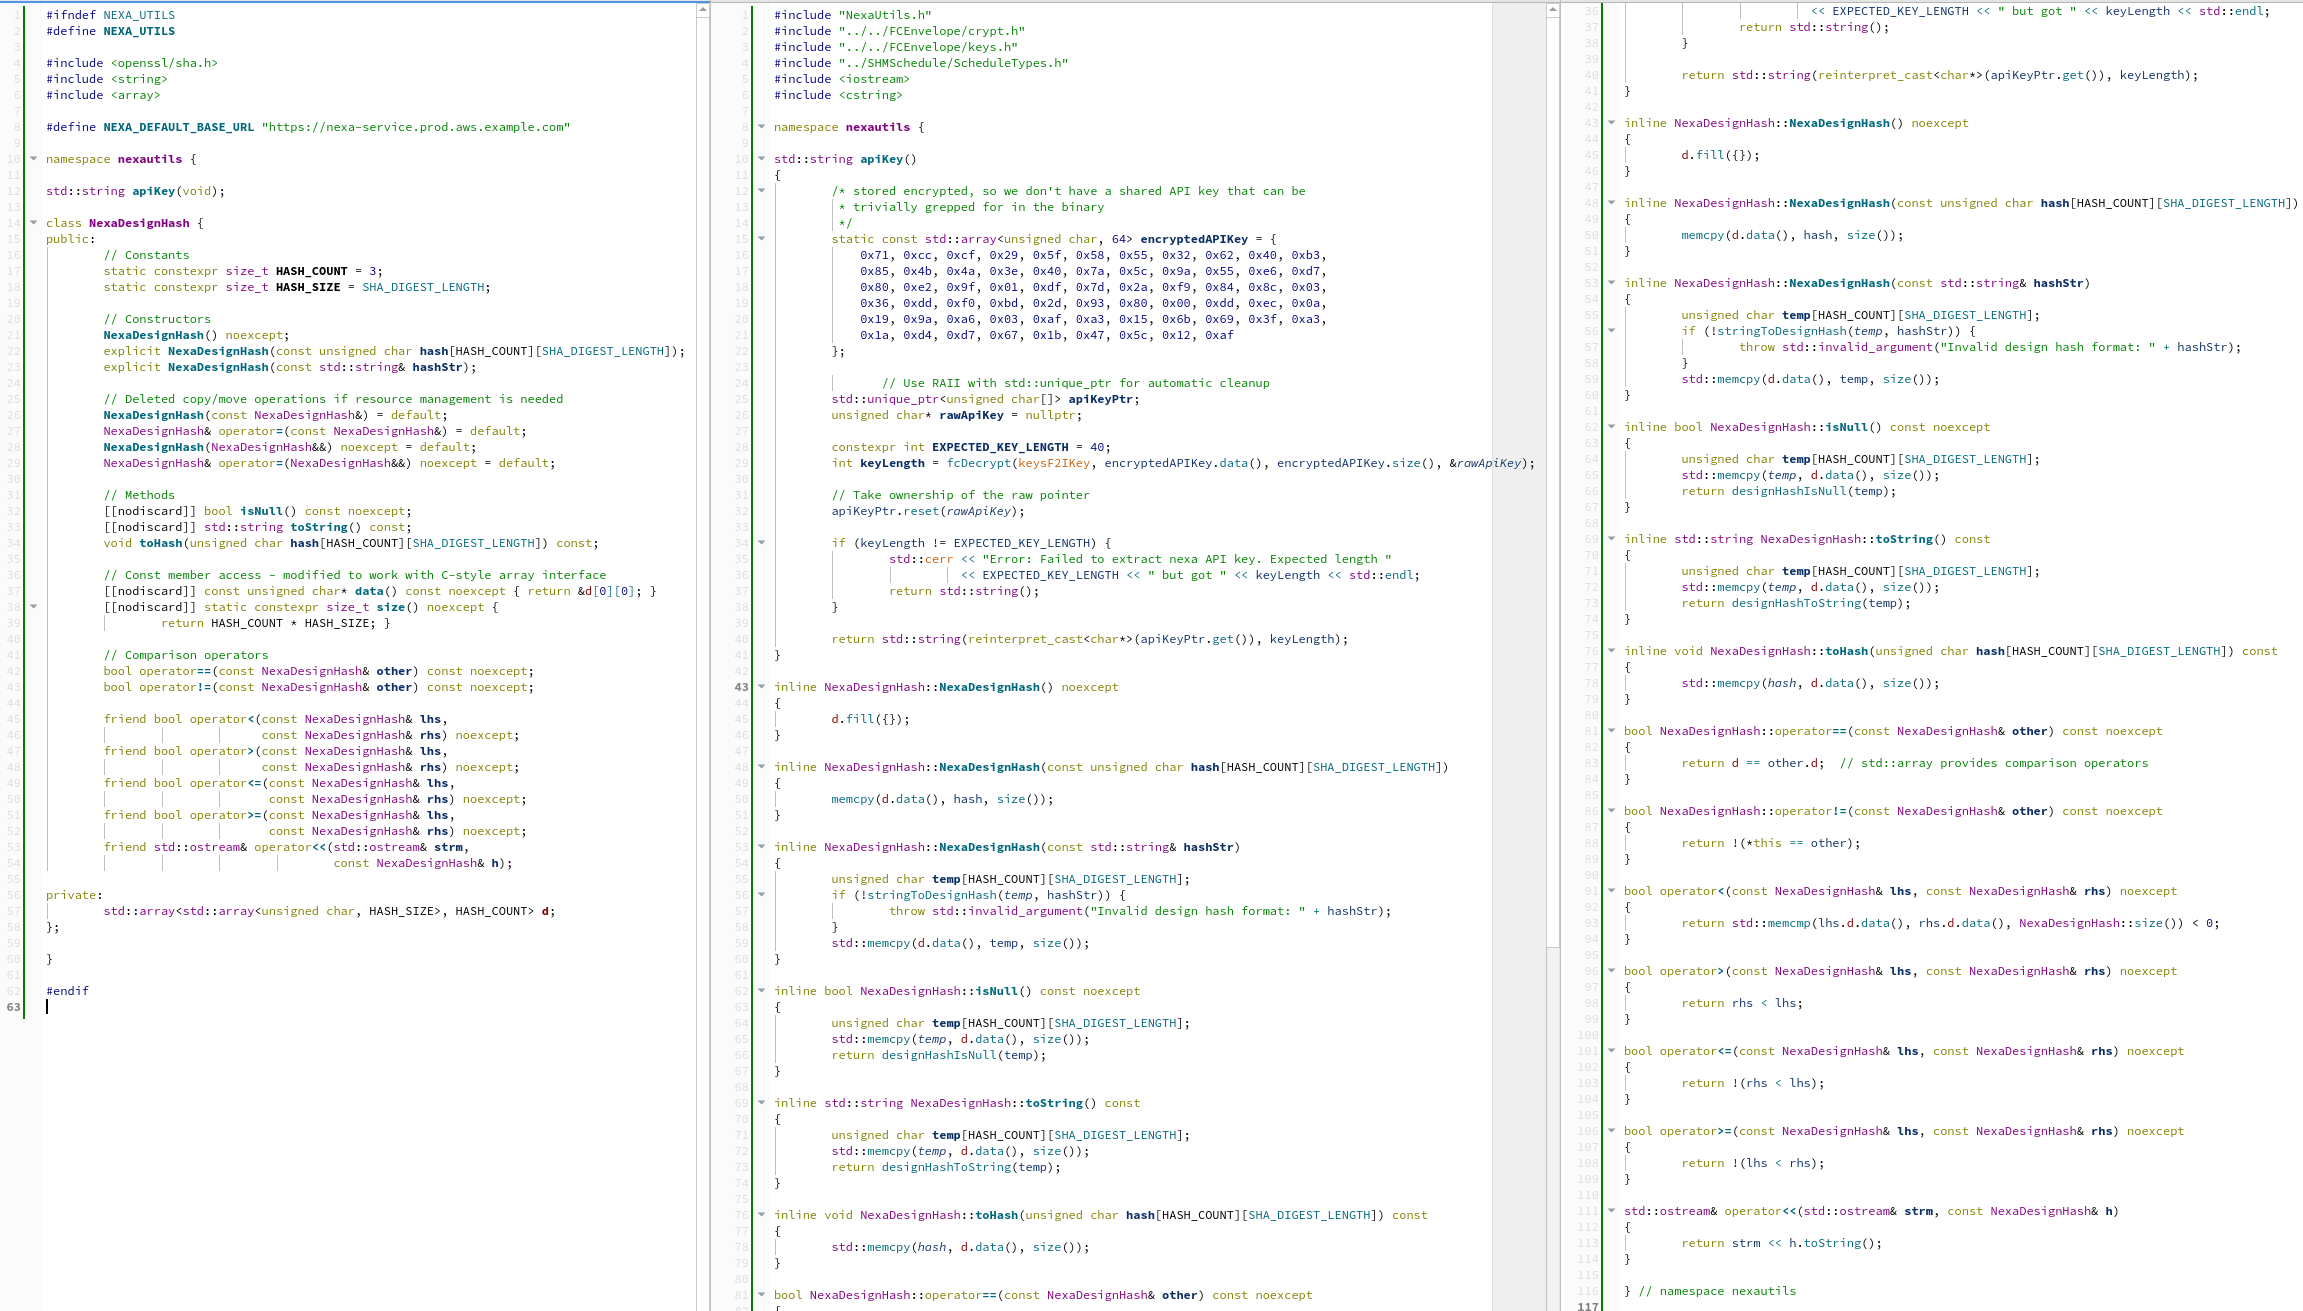 #ifndef NEXA_UTILS
#define NEXA_UTILS

#include <openssl/sha.h>
#include <string>
#include <array>

#define NEXA_DEFAULT_BASE_URL "https://nexa-service.prod.aws.example.com"

namespace nexautils {

std::string apiKey(void);

class NexaDesignHash {
public:
        // Constants
        static constexpr size_t HASH_COUNT = 3;
        static constexpr size_t HASH_SIZE = SHA_DIGEST_LENGTH;

        // Constructors
        NexaDesignHash() noexcept;
        explicit NexaDesignHash(const unsigned char hash[HASH_COUNT][SHA_DIGEST_LENGTH]);
        explicit NexaDesignHash(const std::string& hashStr);

        // Deleted copy/move operations if resource management is needed
        NexaDesignHash(const NexaDesignHash&) = default;
        NexaDesignHash& operator=(const NexaDesignHash&) = default;
        NexaDesignHash(NexaDesignHash&&) noexcept = default;
        NexaDesignHash& operator=(NexaDesignHash&&) noexcept = default;

        // Methods
        [[nodiscard]] bool isNull() const noexcept;
        [[nodiscard]] std::string toString() const;
        void toHash(unsigned char hash[HASH_COUNT][SHA_DIGEST_LENGTH]) const;

        // Const member access – modified to work with C-style array interface
        [[nodiscard]] const unsigned char* data() const noexcept { return &d[0][0]; }
        [[nodiscard]] static constexpr size_t size() noexcept {
                return HASH_COUNT * HASH_SIZE; }

        // Comparison operators
        bool operator==(const NexaDesignHash& other) const noexcept;
        bool operator!=(const NexaDesignHash& other) const noexcept;

        friend bool operator<(const NexaDesignHash& lhs,
                              const NexaDesignHash& rhs) noexcept;
        friend bool operator>(const NexaDesignHash& lhs,
                              const NexaDesignHash& rhs) noexcept;
        friend bool operator<=(const NexaDesignHash& lhs,
                               const NexaDesignHash& rhs) noexcept;
        friend bool operator>=(const NexaDesignHash& lhs,
                               const NexaDesignHash& rhs) noexcept;
        friend std::ostream& operator<<(std::ostream& strm,
                                        const NexaDesignHash& h);

private:
        std::array<std::array<unsigned char, HASH_SIZE>, HASH_COUNT> d;
};

}

#endif
63

#include "NexaUtils.h"
#include "../../FCEnvelope/crypt.h"
#include "../../FCEnvelope/keys.h"
#include "../SHMSchedule/ScheduleTypes.h"
#include <iostream>
#include <cstring>

namespace nexautils {

std::string apiKey()
{
        /* stored encrypted, so we don't have a shared API key that can be
         * trivially grepped for in the binary
         */
        static const std::array<unsigned char, 64> encryptedAPIKey = {
            0x71, 0xcc, 0xcf, 0x29, 0x5f, 0x58, 0x55, 0x32, 0x62, 0x40, 0xb3,
            0x85, 0x4b, 0x4a, 0x3e, 0x40, 0x7a, 0x5c, 0x9a, 0x55, 0xe6, 0xd7,
            0x80, 0xe2, 0x9f, 0x01, 0xdf, 0x7d, 0x2a, 0xf9, 0x84, 0x8c, 0x03,
            0x36, 0xdd, 0xf0, 0xbd, 0x2d, 0x93, 0x80, 0x00, 0xdd, 0xec, 0x0a,
            0x19, 0x9a, 0xa6, 0x03, 0xaf, 0xa3, 0x15, 0x6b, 0x69, 0x3f, 0xa3,
            0x1a, 0xd4, 0xd7, 0x67, 0x1b, 0x47, 0x5c, 0x12, 0xaf
        };

               // Use RAII with std::unique_ptr for automatic cleanup
        std::unique_ptr<unsigned char[]> apiKeyPtr;
        unsigned char* rawApiKey = nullptr;

        constexpr int EXPECTED_KEY_LENGTH = 40;
        int keyLength = fcDecrypt(keysF2IKey, encryptedAPIKey.data(), encryptedAPIKey.size(), &rawApiKey);

        // Take ownership of the raw pointer
        apiKeyPtr.reset(rawApiKey);

        if (keyLength != EXPECTED_KEY_LENGTH) {
                std::cerr << "Error: Failed to extract nexa API key. Expected length "
                          << EXPECTED_KEY_LENGTH << " but got " << keyLength << std::endl;
                return std::string();
        }

        return std::string(reinterpret_cast<char*>(apiKeyPtr.get()), keyLength);
}

43 inline NexaDesignHash::NexaDesignHash() noexcept
{
        d.fill({});
}

inline NexaDesignHash::NexaDesignHash(const unsigned char hash[HASH_COUNT][SHA_DIGEST_LENGTH])
{
        memcpy(d.data(), hash, size());
}

inline NexaDesignHash::NexaDesignHash(const std::string& hashStr)
{
        unsigned char temp[HASH_COUNT][SHA_DIGEST_LENGTH];
        if (!stringToDesignHash(temp, hashStr)) {
                throw std::invalid_argument("Invalid design hash format: " + hashStr);
        }
        std::memcpy(d.data(), temp, size());
}

inline bool NexaDesignHash::isNull() const noexcept
{
        unsigned char temp[HASH_COUNT][SHA_DIGEST_LENGTH];
        std::memcpy(temp, d.data(), size());
        return designHashIsNull(temp);
}

inline std::string NexaDesignHash::toString() const
{
        unsigned char temp[HASH_COUNT][SHA_DIGEST_LENGTH];
        std::memcpy(temp, d.data(), size());
        return designHashToString(temp);
}

inline void NexaDesignHash::toHash(unsigned char hash[HASH_COUNT][SHA_DIGEST_LENGTH]) const
{
        std::memcpy(hash, d.data(), size());
}

bool NexaDesignHash::operator==(const NexaDesignHash& other) const noexcept
{

                          << EXPECTED_KEY_LENGTH << " but got " << keyLength << std::endl;
                return std::string();
        }

        return std::string(reinterpret_cast<char*>(apiKeyPtr.get()), keyLength);
}

inline NexaDesignHash::NexaDesignHash() noexcept
{
        d.fill({});
}

inline NexaDesignHash::NexaDesignHash(const unsigned char hash[HASH_COUNT][SHA_DIGEST_LENGTH])
{
        memcpy(d.data(), hash, size());
}

inline NexaDesignHash::NexaDesignHash(const std::string& hashStr)
{
        unsigned char temp[HASH_COUNT][SHA_DIGEST_LENGTH];
        if (!stringToDesignHash(temp, hashStr)) {
                throw std::invalid_argument("Invalid design hash format: " + hashStr);
        }
        std::memcpy(d.data(), temp, size());
}

inline bool NexaDesignHash::isNull() const noexcept
{
        unsigned char temp[HASH_COUNT][SHA_DIGEST_LENGTH];
        std::memcpy(temp, d.data(), size());
        return designHashIsNull(temp);
}

inline std::string NexaDesignHash::toString() const
{
        unsigned char temp[HASH_COUNT][SHA_DIGEST_LENGTH];
        std::memcpy(temp, d.data(), size());
        return designHashToString(temp);
}

inline void NexaDesignHash::toHash(unsigned char hash[HASH_COUNT][SHA_DIGEST_LENGTH]) const
{
        std::memcpy(hash, d.data(), size());
}

bool NexaDesignHash::operator==(const NexaDesignHash& other) const noexcept
{
        return d == other.d;  // std::array provides comparison operators
}

bool NexaDesignHash::operator!=(const NexaDesignHash& other) const noexcept
{
        return !(*this == other);
}

bool operator<(const NexaDesignHash& lhs, const NexaDesignHash& rhs) noexcept
{
        return std::memcmp(lhs.d.data(), rhs.d.data(), NexaDesignHash::size()) < 0;
}

bool operator>(const NexaDesignHash& lhs, const NexaDesignHash& rhs) noexcept
{
        return rhs < lhs;
}

bool operator<=(const NexaDesignHash& lhs, const NexaDesignHash& rhs) noexcept
{
        return !(rhs < lhs);
}

bool operator>=(const NexaDesignHash& lhs, const NexaDesignHash& rhs) noexcept
{
        return !(lhs < rhs);
}

std::ostream& operator<<(std::ostream& strm, const NexaDesignHash& h)
{
        return strm << h.toString();
}

} // namespace nexautils
117